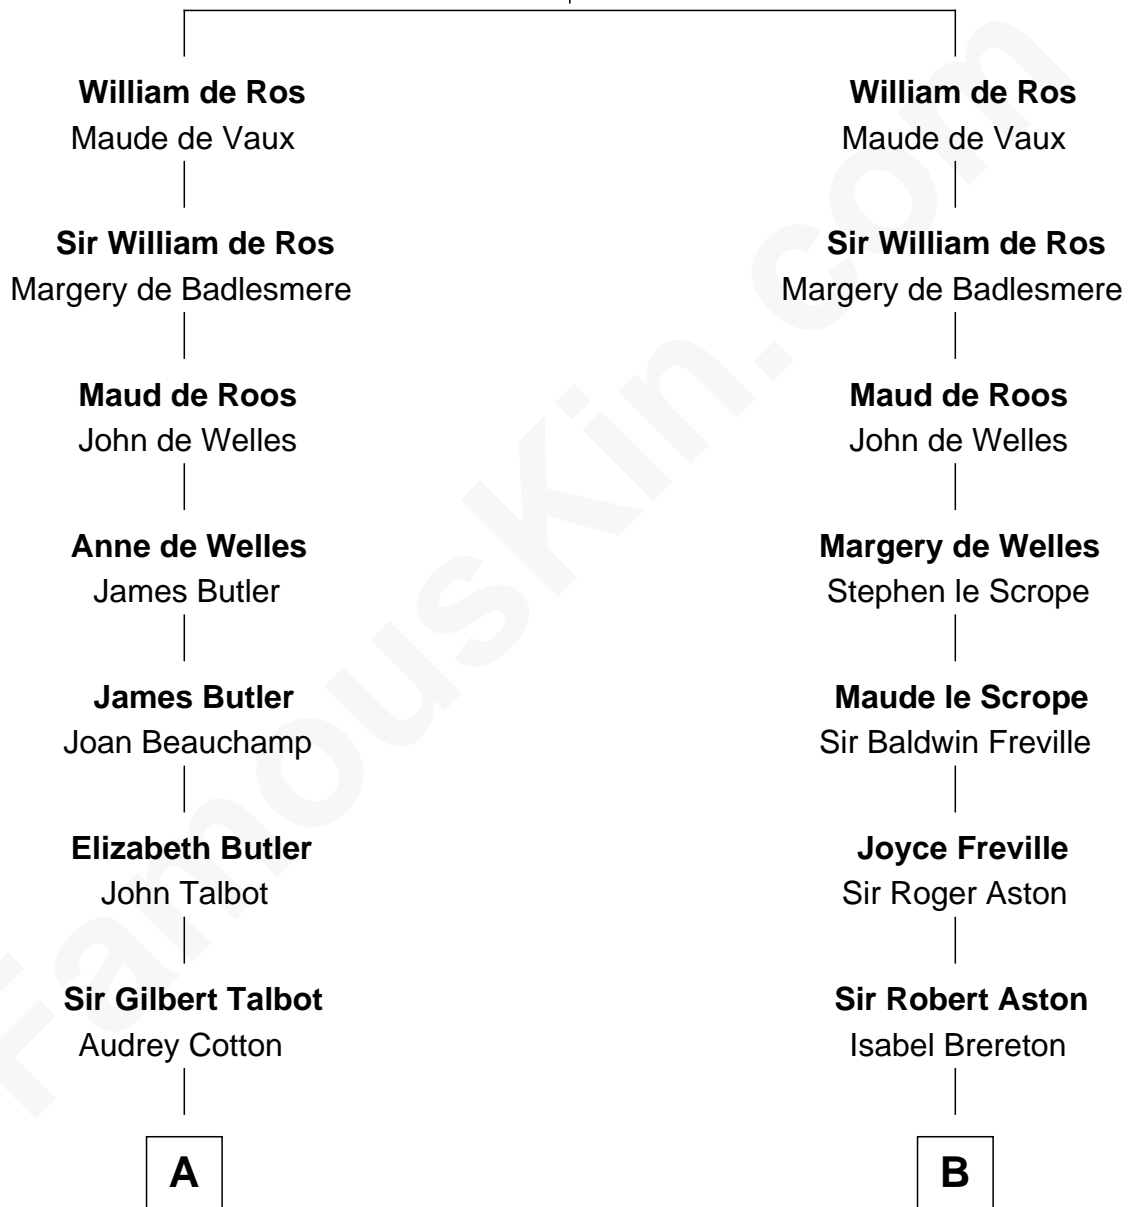 William de Ros
Maude de Vaux
William de Ros
Maude de Vaux
Sir William de Ros
Margery de Badlesmere
Sir William de Ros
Margery de Badlesmere
Maud de Roos
John de Welles
Maud de Roos
John de Welles
Anne de Welles
James Butler
Margery de Welles
Stephen le Scrope
James Butler
Joan Beauchamp
Maude le Scrope
Sir Baldwin Freville
Elizabeth Butler
John Talbot
Joyce Freville
Sir Roger Aston
Sir Gilbert Talbot
Audrey Cotton
Sir Robert Aston
Isabel Brereton
A
B
FamousKin.com